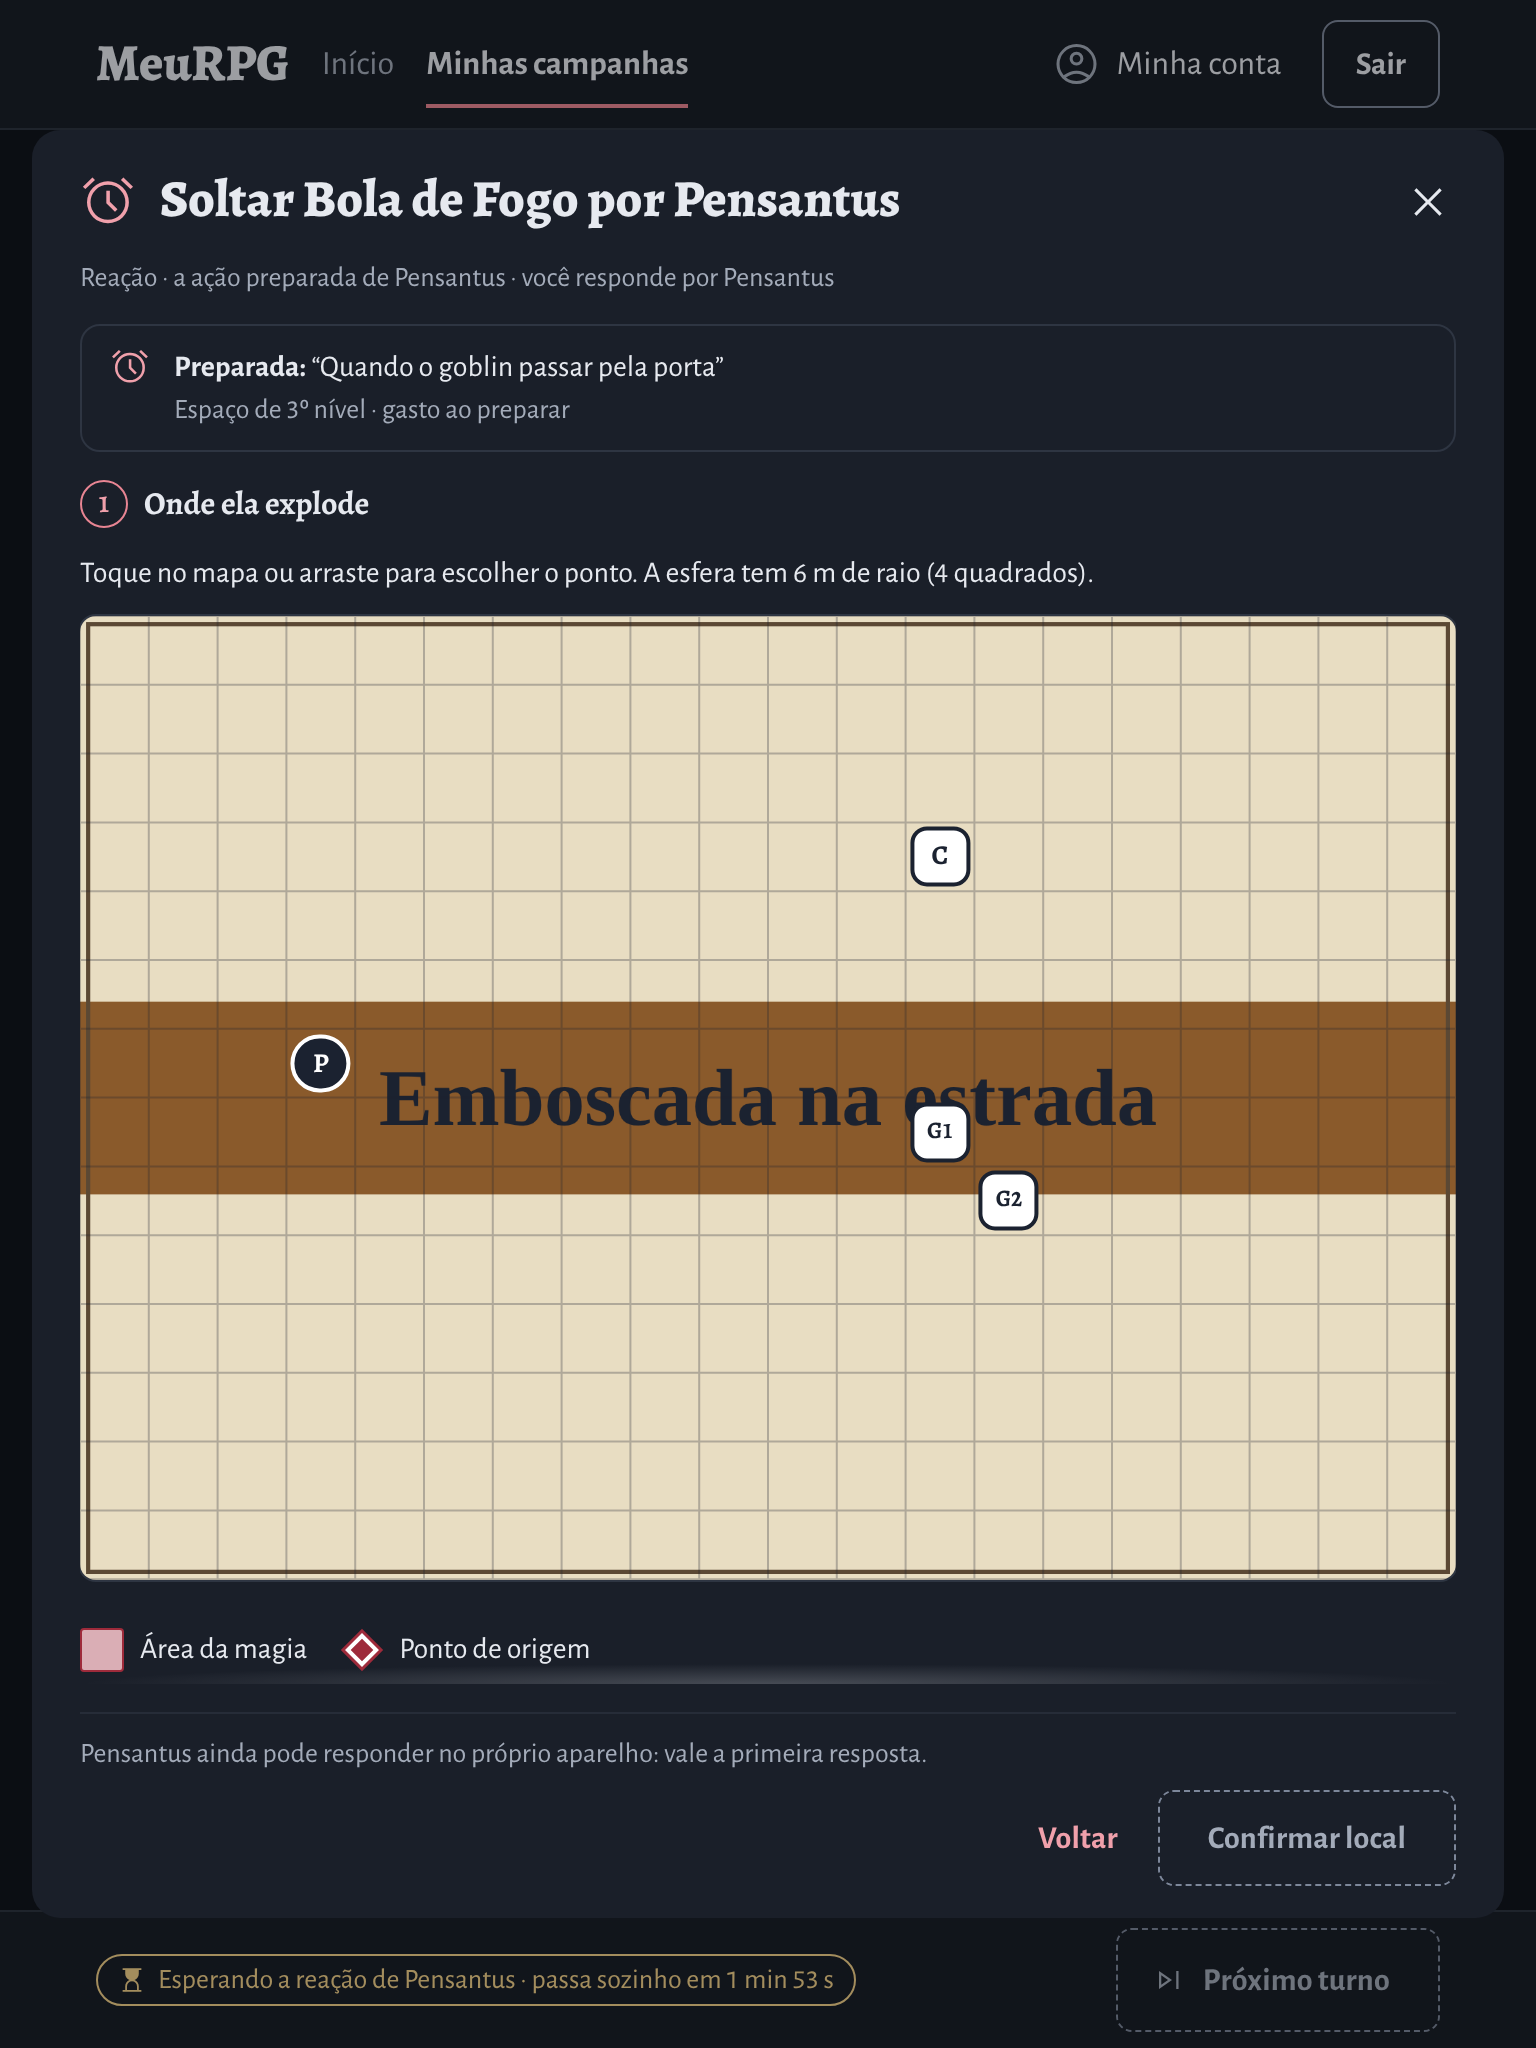 MeuRPG Início Minhas campanhas Minha conta Sair
Soltar Bola de Fogo por Pensantus
Reação · a ação preparada de Pensantus · você responde por Pensantus
Preparada: “Quando o goblin passar pela porta”
Espaço de 3º nível · gasto ao preparar
1 Onde ela explode
Toque no mapa ou arraste para escolher o ponto. A esfera tem 6 m de raio (4 quadrados).
C
P
Emboscada na estrada
G1
G2
Área da magia Ponto de origem
Pensantus ainda pode responder no próprio aparelho: vale a primeira resposta.
Voltar Confirmar local
Esperando a reação de Pensantus · passa sozinho em 1 min 53 s Próximo turno